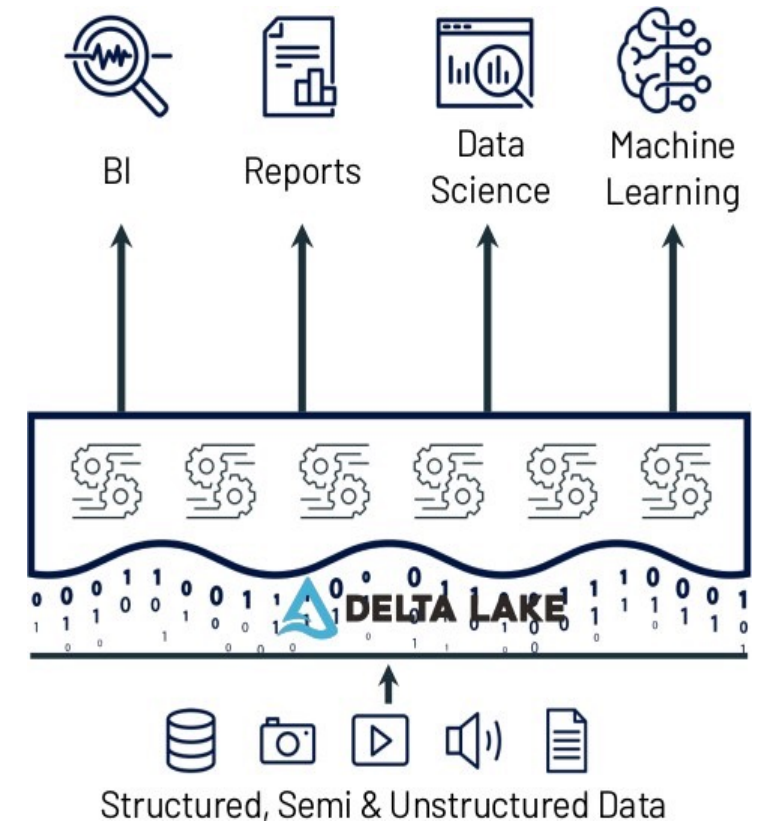 BI
Reports
Data
Science
Machine
Learning
DELTA LAKE
Structured, Semi & Unstructured Data